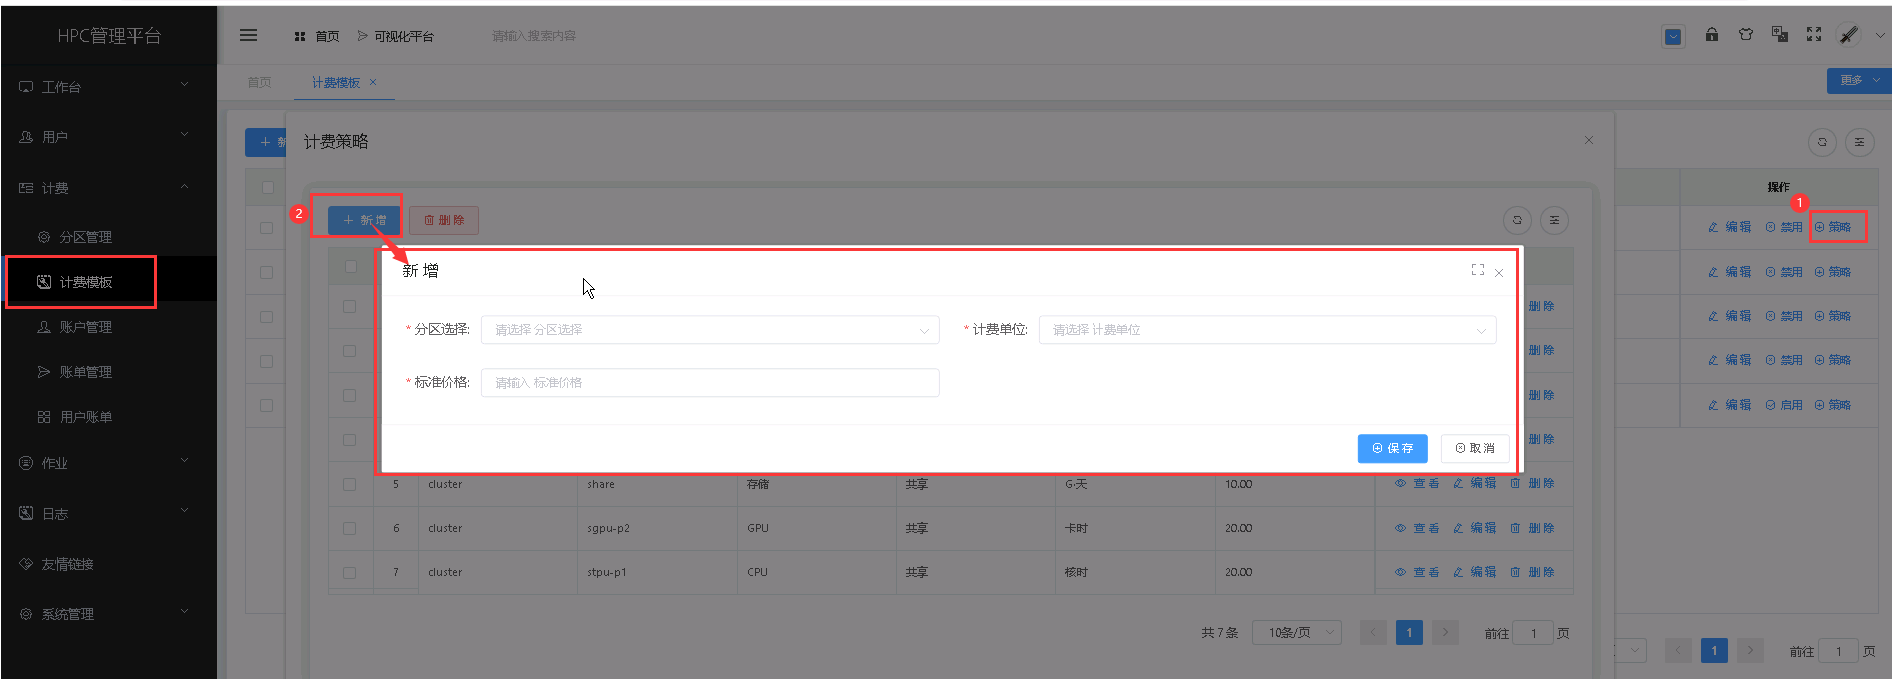 HPC管理平台
首页
可视化平台
请输入搜索内容
工作台
首页
计费模板
更多
用户
计费策略
计费
操作
1
2
新增
删除
分区管理
编辑
禁用
策略
新增
计费模板
编辑
禁用
策略
删除
账户管理
*分区选择:
请选择 分区选择
*计费单位:
请选择 计费单位
编辑
禁用
策略
删除
账单管理
*标准价格:
请输入 标准价格
编辑
禁用
策略
删除
用户账单
编辑
启用
策略
删除
保存
取消
作业
5 cluster share 存储 共享 G·天 10.00 查看 编辑 删除
日志
6 cluster sgpu-p2 GPU 共享 卡时 20.00 查看 编辑 删除
友情链接
7 cluster stpu-p1 CPU 共享 核时 20.00 查看 编辑 删除
系统管理
共 7 条
10条/页
1
前往 1 页
1
前往 1 页